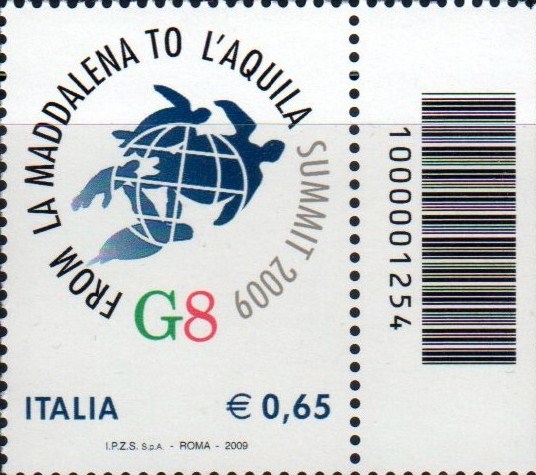 FROM LA MADDALENA TO L'AQUILA SUMMIT 2009
G8
ITALIA € 0,65
I.P.Z.S. S.p.A. - ROMA - 2009
1000001254